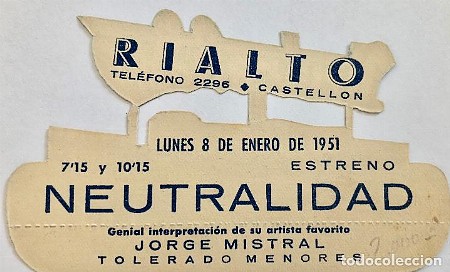 RIALTO
TELÉFONO 2296 ◆ CASTELLON
LUNES 8 DE ENERO DE 1951
7'15 y 10'15 ESTRENO
NEUTRALIDAD
Genial interpretación de su artista favorito
JORGE MISTRAL
TOLERADO MENORES
todocoleccion